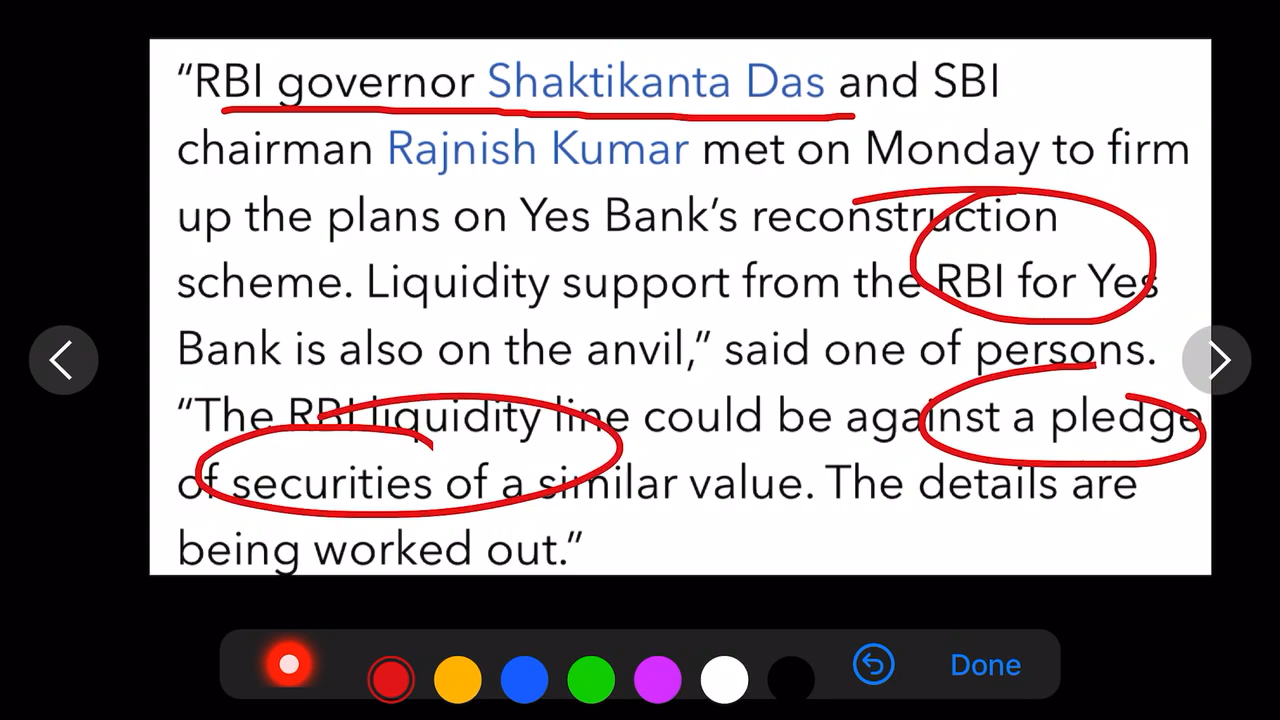 “RBI governor Shaktikanta Das and SBI
chairman Rajnish Kumar met on Monday to firm
up the plans on Yes Bank’s reconstruction
scheme. Liquidity support from the RBI for Yes
Bank is also on the anvil,” said one of persons.
“The RBI liquidity line could be against a pledge
of securities of a similar value. The details are
being worked out.”
Done